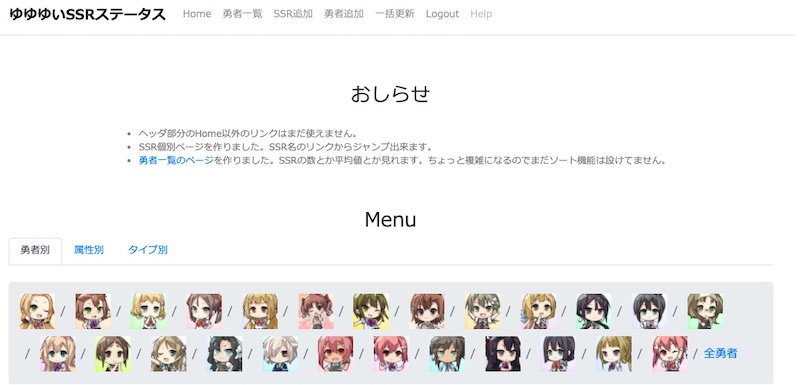 ゆゆゆいSSRステータス Home 勇者一覧 SSR追加 勇者追加 一括更新 Logout Help
おしらせ
• ヘッダ部分のHome以外のリンクはまだ使えません。
• SSR個別ページを作りました。SSR名のリンクからジャンプ出来ます。
• 勇者一覧のページを作りました。SSRの数とか平均値とか見れます。ちょっと複雑になるのでまだソート機能は設けてません。
Menu
勇者別 属性別 タイプ別
/ / / / / / / / / / / /
/ / / / / / / / / / / / / 全勇者